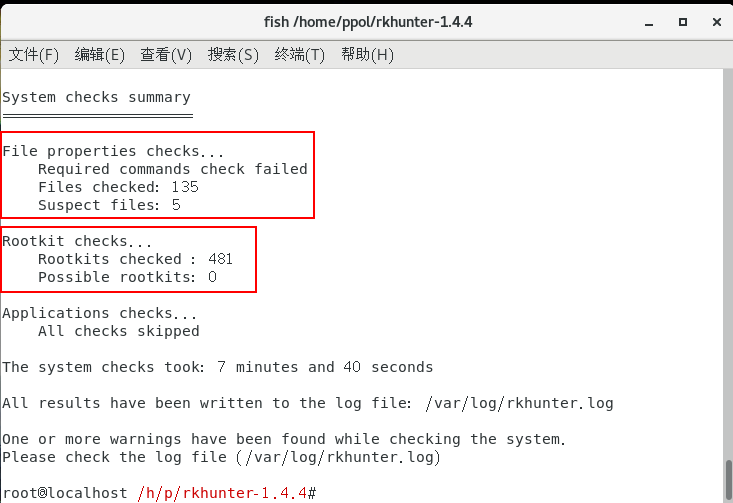 fish /home/ppol/rkhunter-1.4.4
文件(F) 编辑(E) 查看(V) 搜索(S) 终端(T) 帮助(H)
System checks summary
=====================
File properties checks...
Required commands check failed
Files checked: 135
Suspect files: 5
Rootkit checks...
Rootkits checked : 481
Possible rootkits: 0
Applications checks...
All checks skipped
The system checks took: 7 minutes and 40 seconds
All results have been written to the log file: /var/log/rkhunter.log
One or more warnings have been found while checking the system.
Please check the log file (/var/log/rkhunter.log)
root@localhost /h/p/rkhunter-1.4.4#